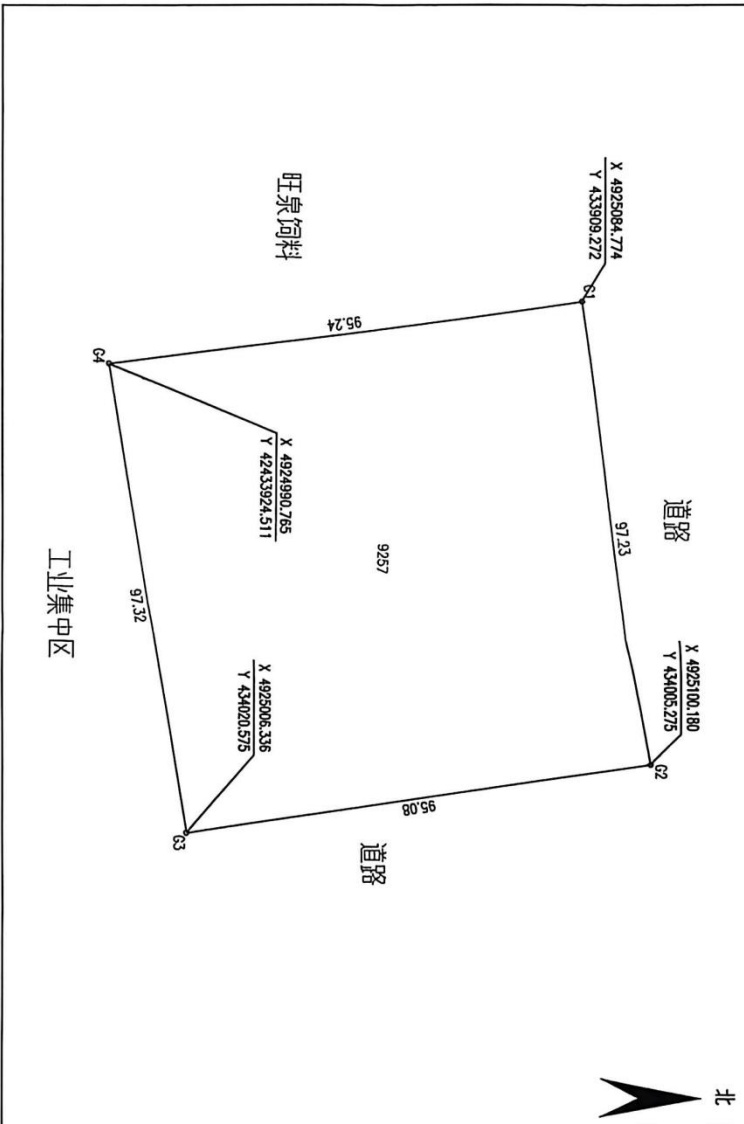 北
道路
X 4925084.774
Y 433909.272
G1
97.23
X 4925100.180
Y 434005.275
G2
旺泉饲料
95.24
9257
95.08
道路
X 4924990.765
Y 42433924.511
G4
X 4925006.336
Y 434020.575
G3
97.32
工业集中区